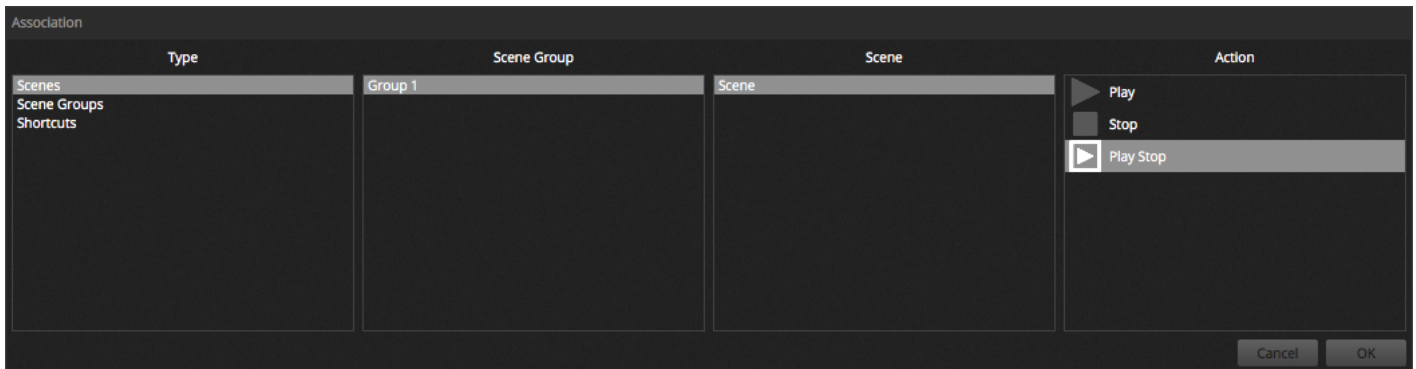 Association
Type
Scene Group
Scene
Action
Scenes
Scene Groups
Shortcuts
Group 1
Scene
Play
Stop
Play Stop
Cancel
OK